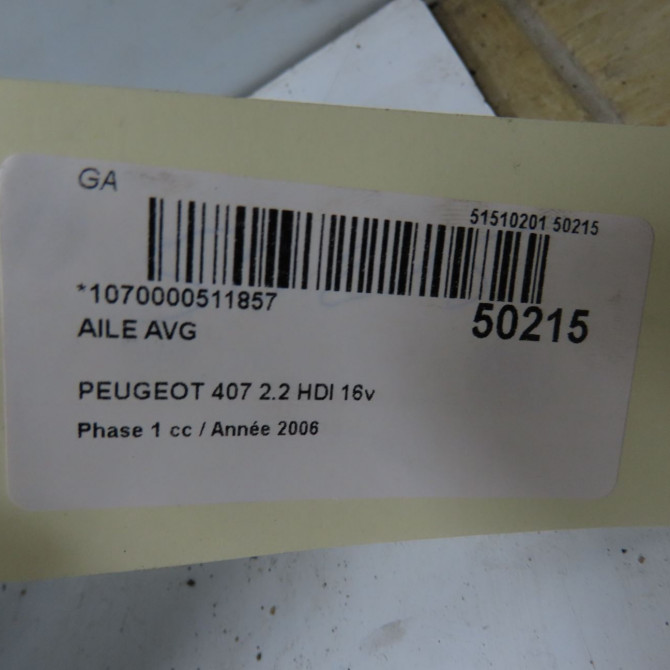 GA
51510201 50215
*1070000511857
50215
AILE AVG
PEUGEOT 407 2.2 HDI 16v
Phase 1 cc / Année 2006